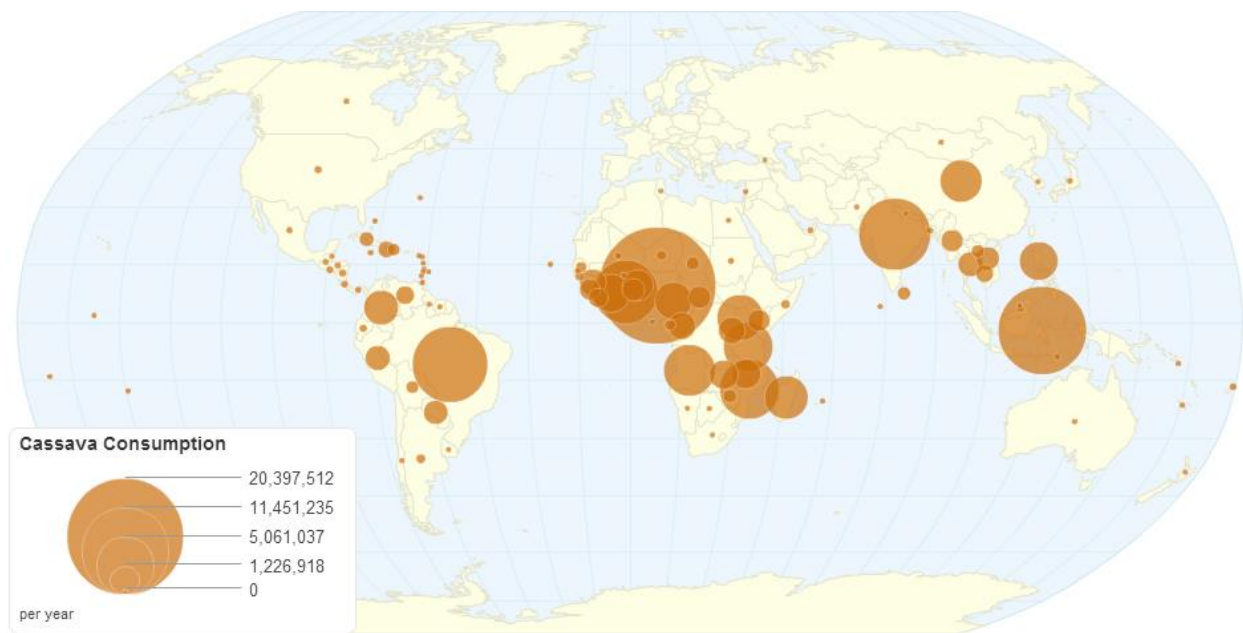 Cassava Consumption
20,397,512
11,451,235
5,061,037
1,226,918
0
per year